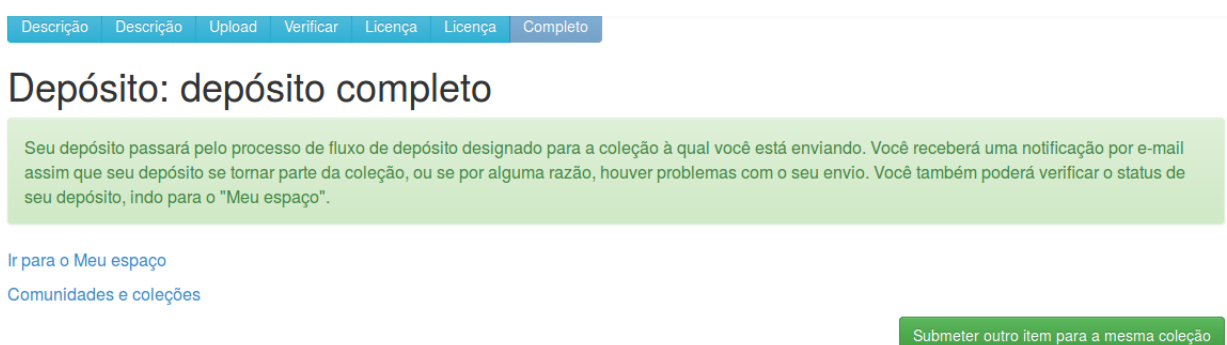 Descrição Descrição Upload Verificar Licença Licença Completo
Depósito: depósito completo
Seu depósito passará pelo processo de fluxo de depósito designado para a coleção à qual você está enviando. Você receberá uma notificação por e-mail
assim que seu depósito se tornar parte da coleção, ou se por alguma razão, houver problemas com o seu envio. Você também poderá verificar o status de
seu depósito, indo para o "Meu espaço".
Ir para o Meu espaço
Comunidades e coleções
Submeter outro item para a mesma coleção